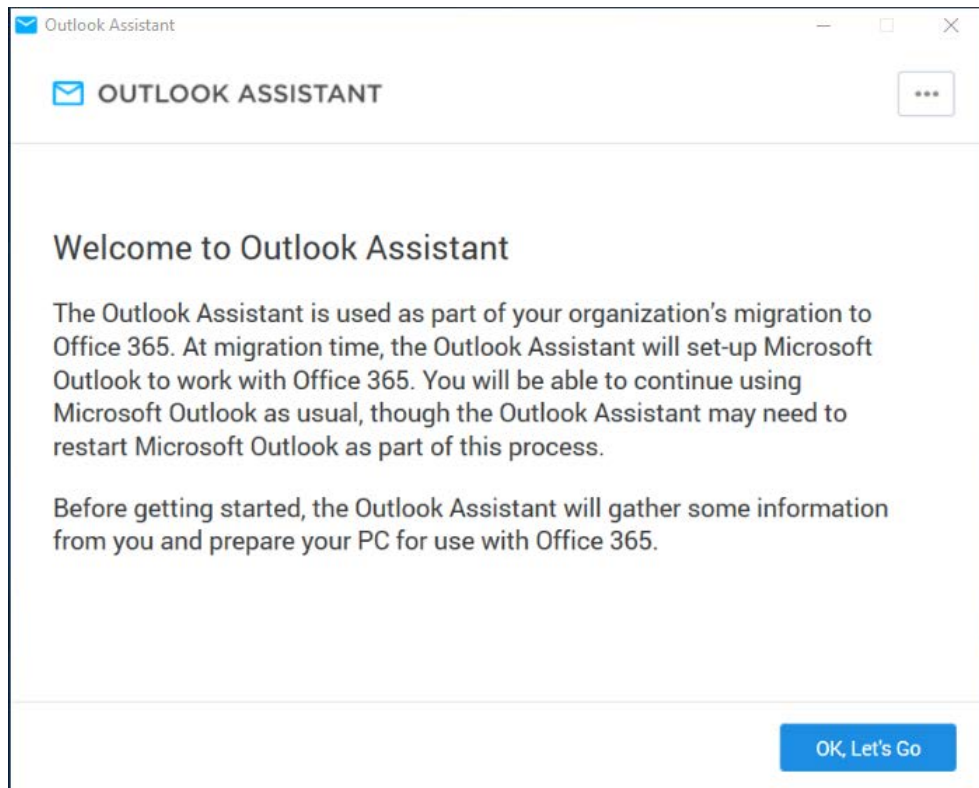 Outlook Assistant
OUTLOOK ASSISTANT
Welcome to Outlook Assistant
The Outlook Assistant is used as part of your organization’s migration to
Office 365. At migration time, the Outlook Assistant will set-up Microsoft
Outlook to work with Office 365. You will be able to continue using
Microsoft Outlook as usual, though the Outlook Assistant may need to
restart Microsoft Outlook as part of this process.
Before getting started, the Outlook Assistant will gather some information
from you and prepare your PC for use with Office 365.
OK, Let's Go